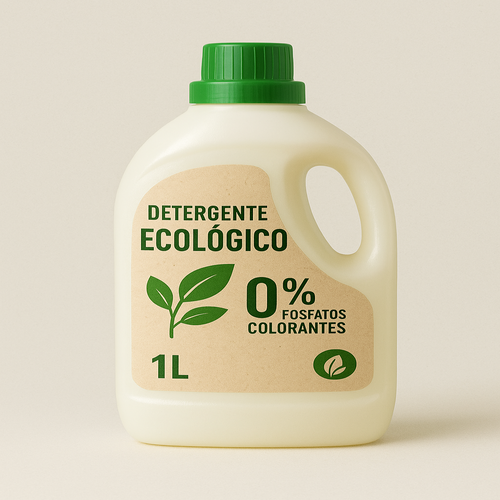 DETERGENTE
ECOLÓGICO
0%
FOSFATOS
COLORANTES
1L